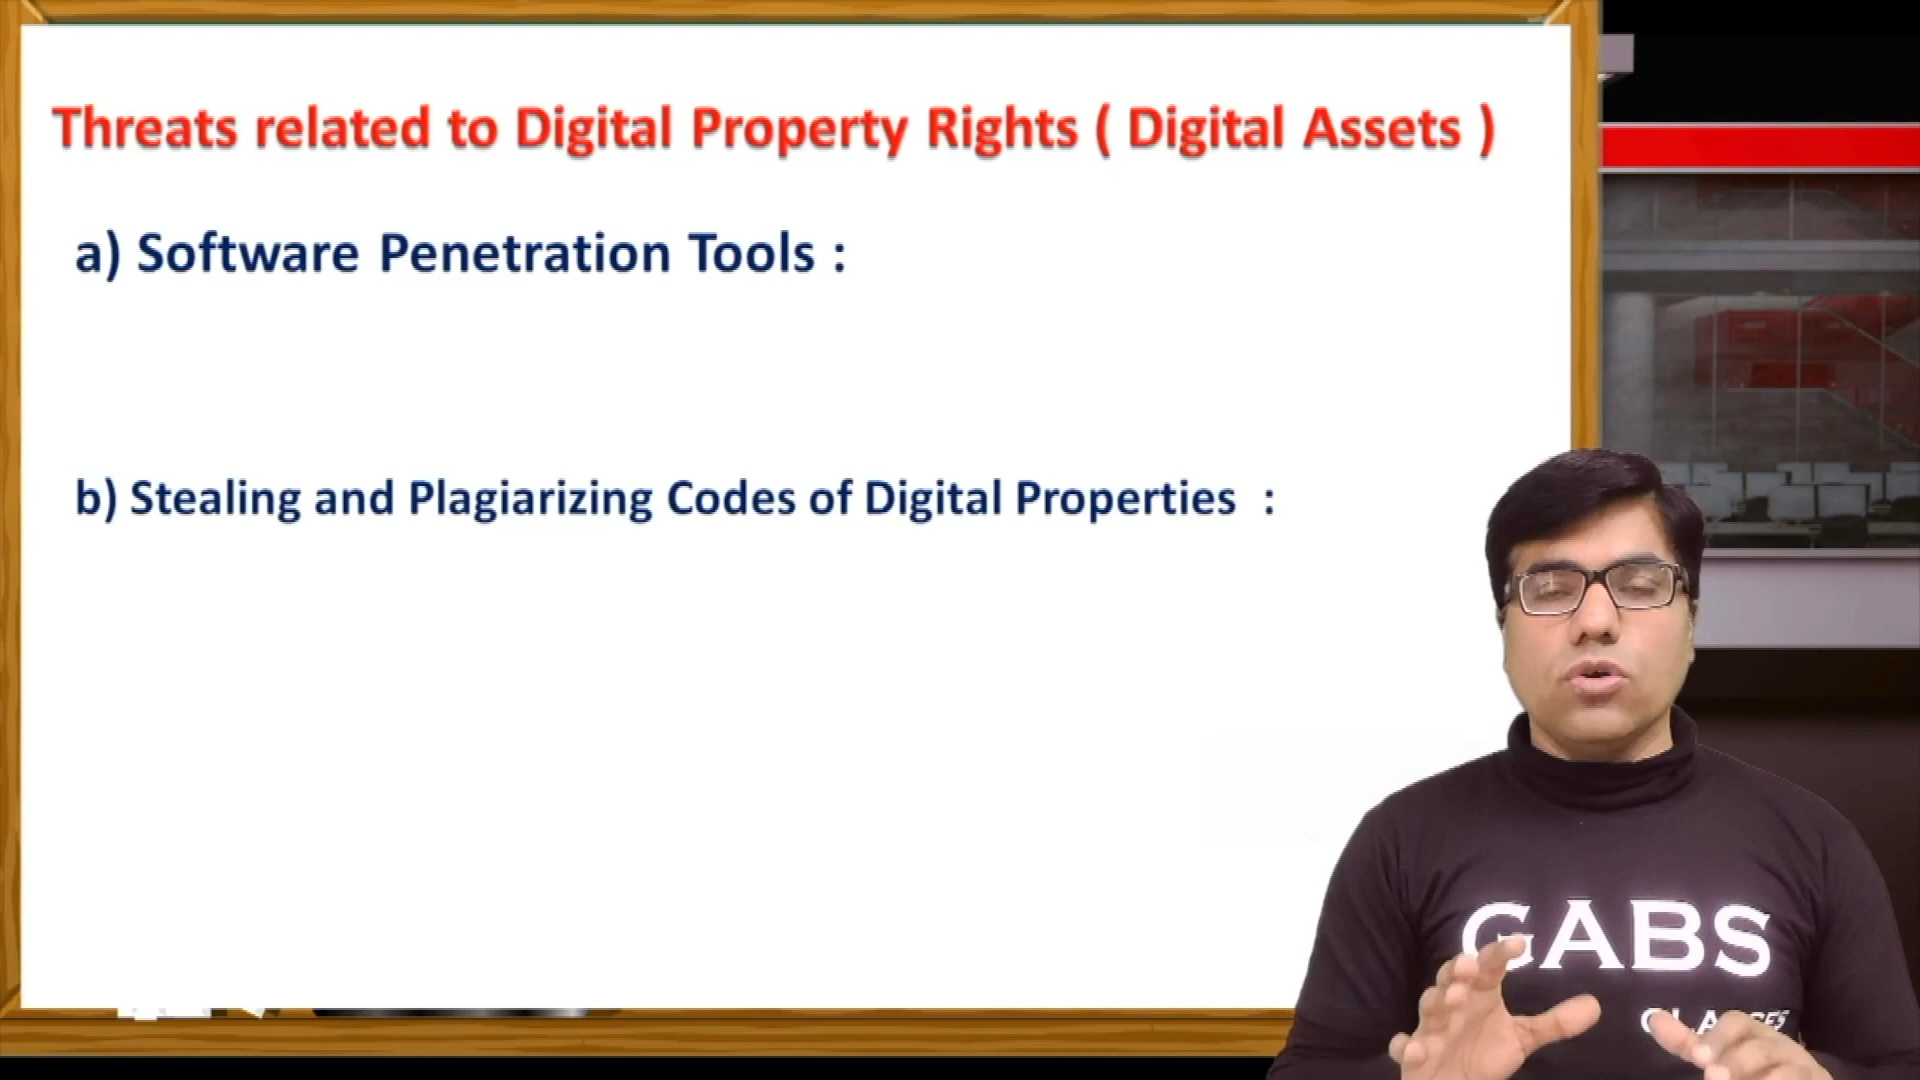 Threats related to Digital Property Rights ( Digital Assets )
a) Software Penetration Tools :
b) Stealing and Plagiarizing Codes of Digital Properties :
GABS